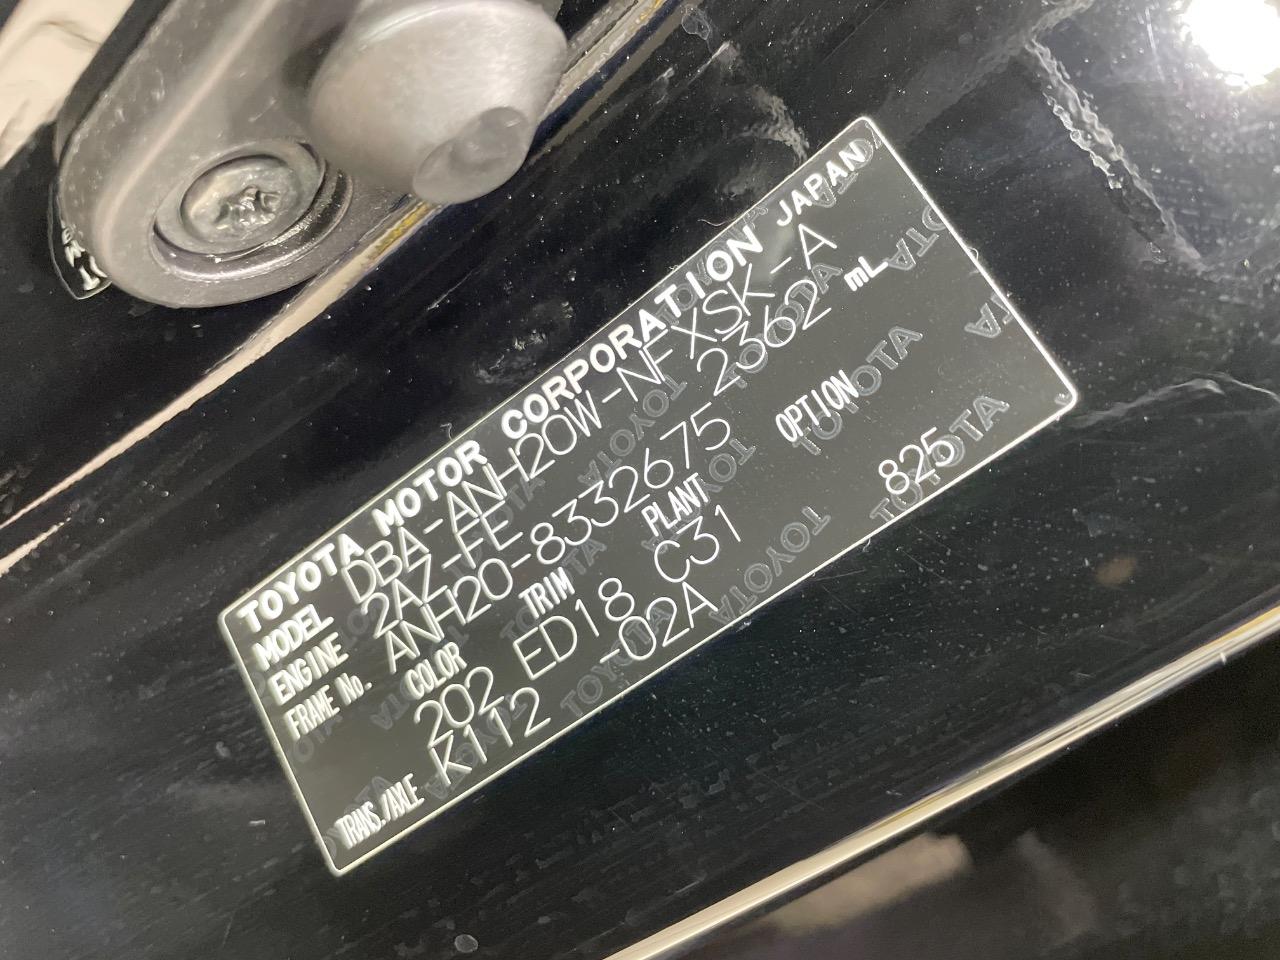 TOYOTA MOTOR CORPORATION JAPAN
MODEL DBA-ANH20W-NFXSK-A
ENGINE 2AZ-FE 2362 mL
FRAME No. ANH20-8332675
COLOR TRIM PLANT OPTION
202 ED18 C31 825
TRANS./AXLE K112 -02A